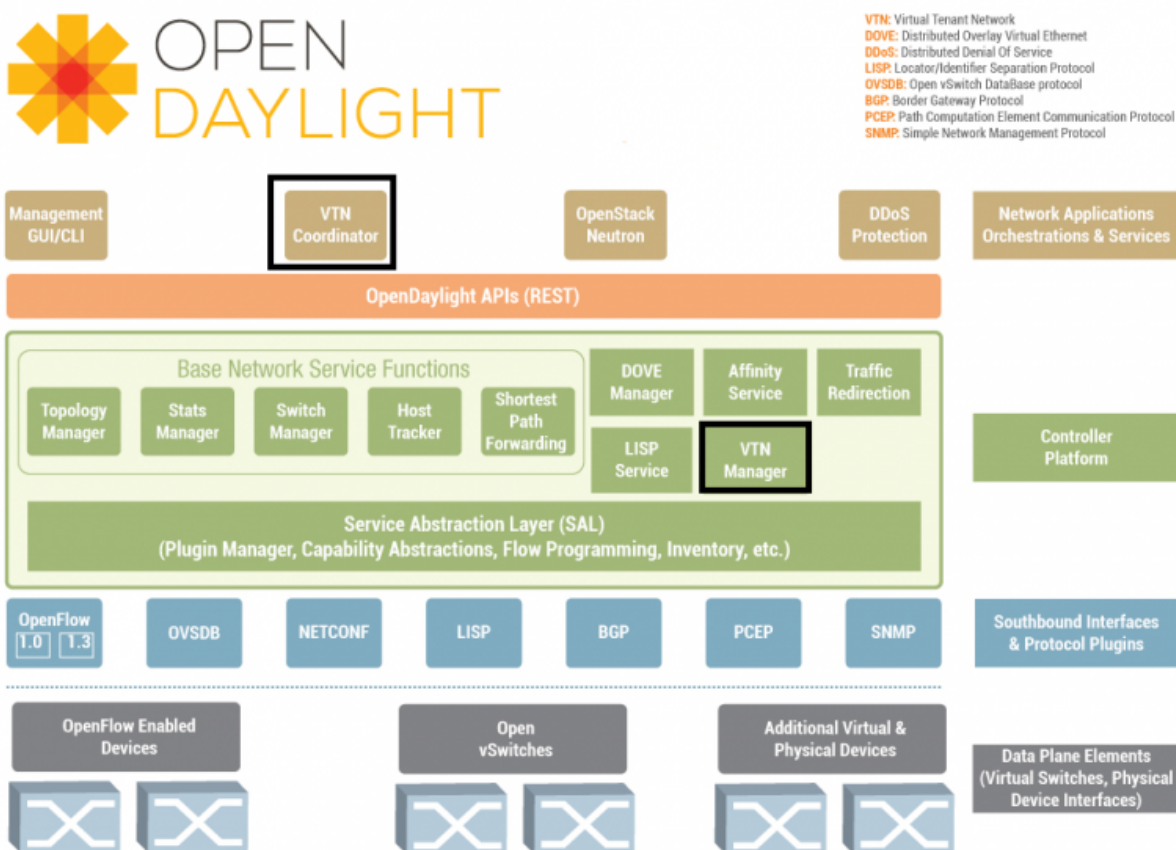 OPEN
DAYLIGHT
VTN: Virtual Tenant Network
DOVE: Distributed Overlay Virtual Ethernet
DDoS: Distributed Denial Of Service
LISP: Locator/Identifier Separation Protocol
OVSDB: Open vSwitch DataBase protocol
BGP: Border Gateway Protocol
PCEP: Path Computation Element Communication Protocol
SNMP: Simple Network Management Protocol
Management
GUI/CLI
VTN
Coordinator
OpenStack
Neutron
DDoS
Protection
Network Applications
Orchestrations & Services
OpenDaylight APIs (REST)
Base Network Service Functions
Topology
Manager
Stats
Manager
Switch
Manager
Host
Tracker
Shortest
Path
Forwarding
DOVE
Manager
Affinity
Service
Traffic
Redirection
LISP
Service
VTN
Manager
Controller
Platform
Service Abstraction Layer (SAL)
(Plugin Manager, Capability Abstractions, Flow Programming, Inventory, etc.)
OpenFlow
1.0 1.3
OVSDB
NETCONF
LISP
BGP
PCEP
SNMP
Southbound Interfaces
& Protocol Plugins
OpenFlow Enabled
Devices
Open
vSwitches
Additional Virtual &
Physical Devices
Data Plane Elements
(Virtual Switches, Physical
Device Interfaces)